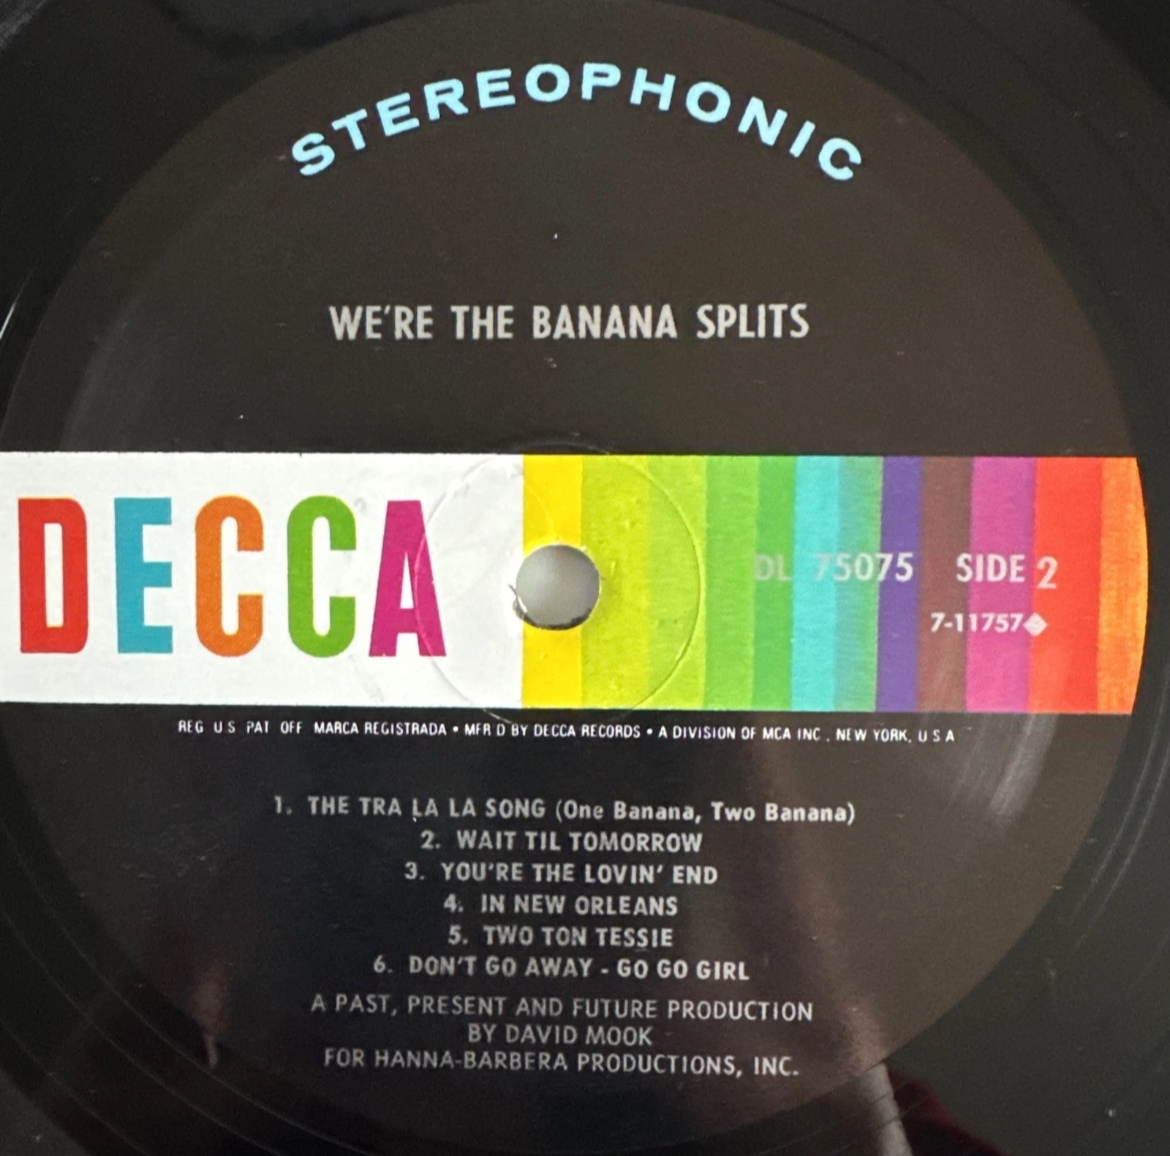 STEREOPHONIC
WE'RE THE BANANA SPLITS
DECCA
DL 75075 SIDE 2
7-11757
REG U.S PAT OFF MARCA REGISTRADA • MFR'D BY DECCA RECORDS • A DIVISION OF MCA INC., NEW YORK, U S A
1. THE TRA LA LA SONG (One Banana, Two Banana)
2. WAIT TIL TOMORROW
3. YOU'RE THE LOVIN' END
4. IN NEW ORLEANS
5. TWO TON TESSIE
6. DON'T GO AWAY - GO GO GIRL
A PAST, PRESENT AND FUTURE PRODUCTION
BY DAVID MOOK
FOR HANNA-BARBERA PRODUCTIONS, INC.